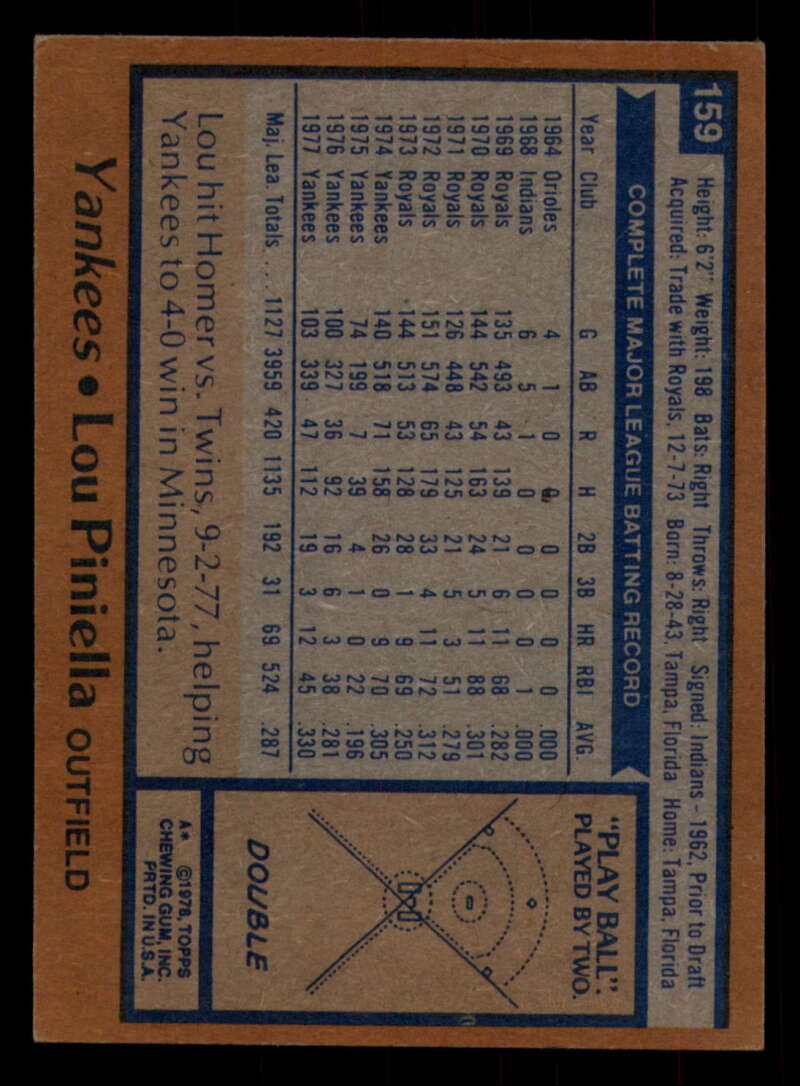 159
Height: 6'2" Weight: 198 Bats: Right Throws: Right Signed: Indians - 1962, Prior to Draft
Acquired: Trade with Royals, 12-7-73 Born: 8-28-43, Tampa, Florida Home: Tampa, Florida
COMPLETE MAJOR LEAGUE BATTING RECORD
Year Club G AB R H 2B 3B HR RBI AVG.
1964 Orioles 4 1 0 0 0 0 0 0 .000
1968 Indians 6 5 1 0 0 0 0 1 .000
1969 Royals 135 493 43 139 21 6 11 68 .282
1970 Royals 144 542 54 163 24 5 11 88 .301
1971 Royals 126 448 43 125 21 5 3 51 .279
1972 Royals 151 574 65 179 33 4 11 72 .312
1973 Royals 144 513 53 128 28 1 9 69 .250
1974 Yankees 140 518 71 158 26 0 9 70 .305
1975 Yankees 74 199 7 39 4 1 0 22 .196
1976 Yankees 100 327 36 92 16 6 3 38 .281
1977 Yankees 103 339 47 112 19 3 12 45 .330
Maj. Lea. Totals .... 1127 3959 420 1135 192 31 69 524 .287
Lou hit Homer vs. Twins, 9-2-77, helping
Yankees to 4-0 win in Minnesota.
"PLAY BALL":
PLAYED BY TWO.
DOUBLE
A* ©1978, TOPPS
CHEWING GUM, INC.
PRTD. IN U.S.A.
Yankees • Lou Piniella OUTFIELD